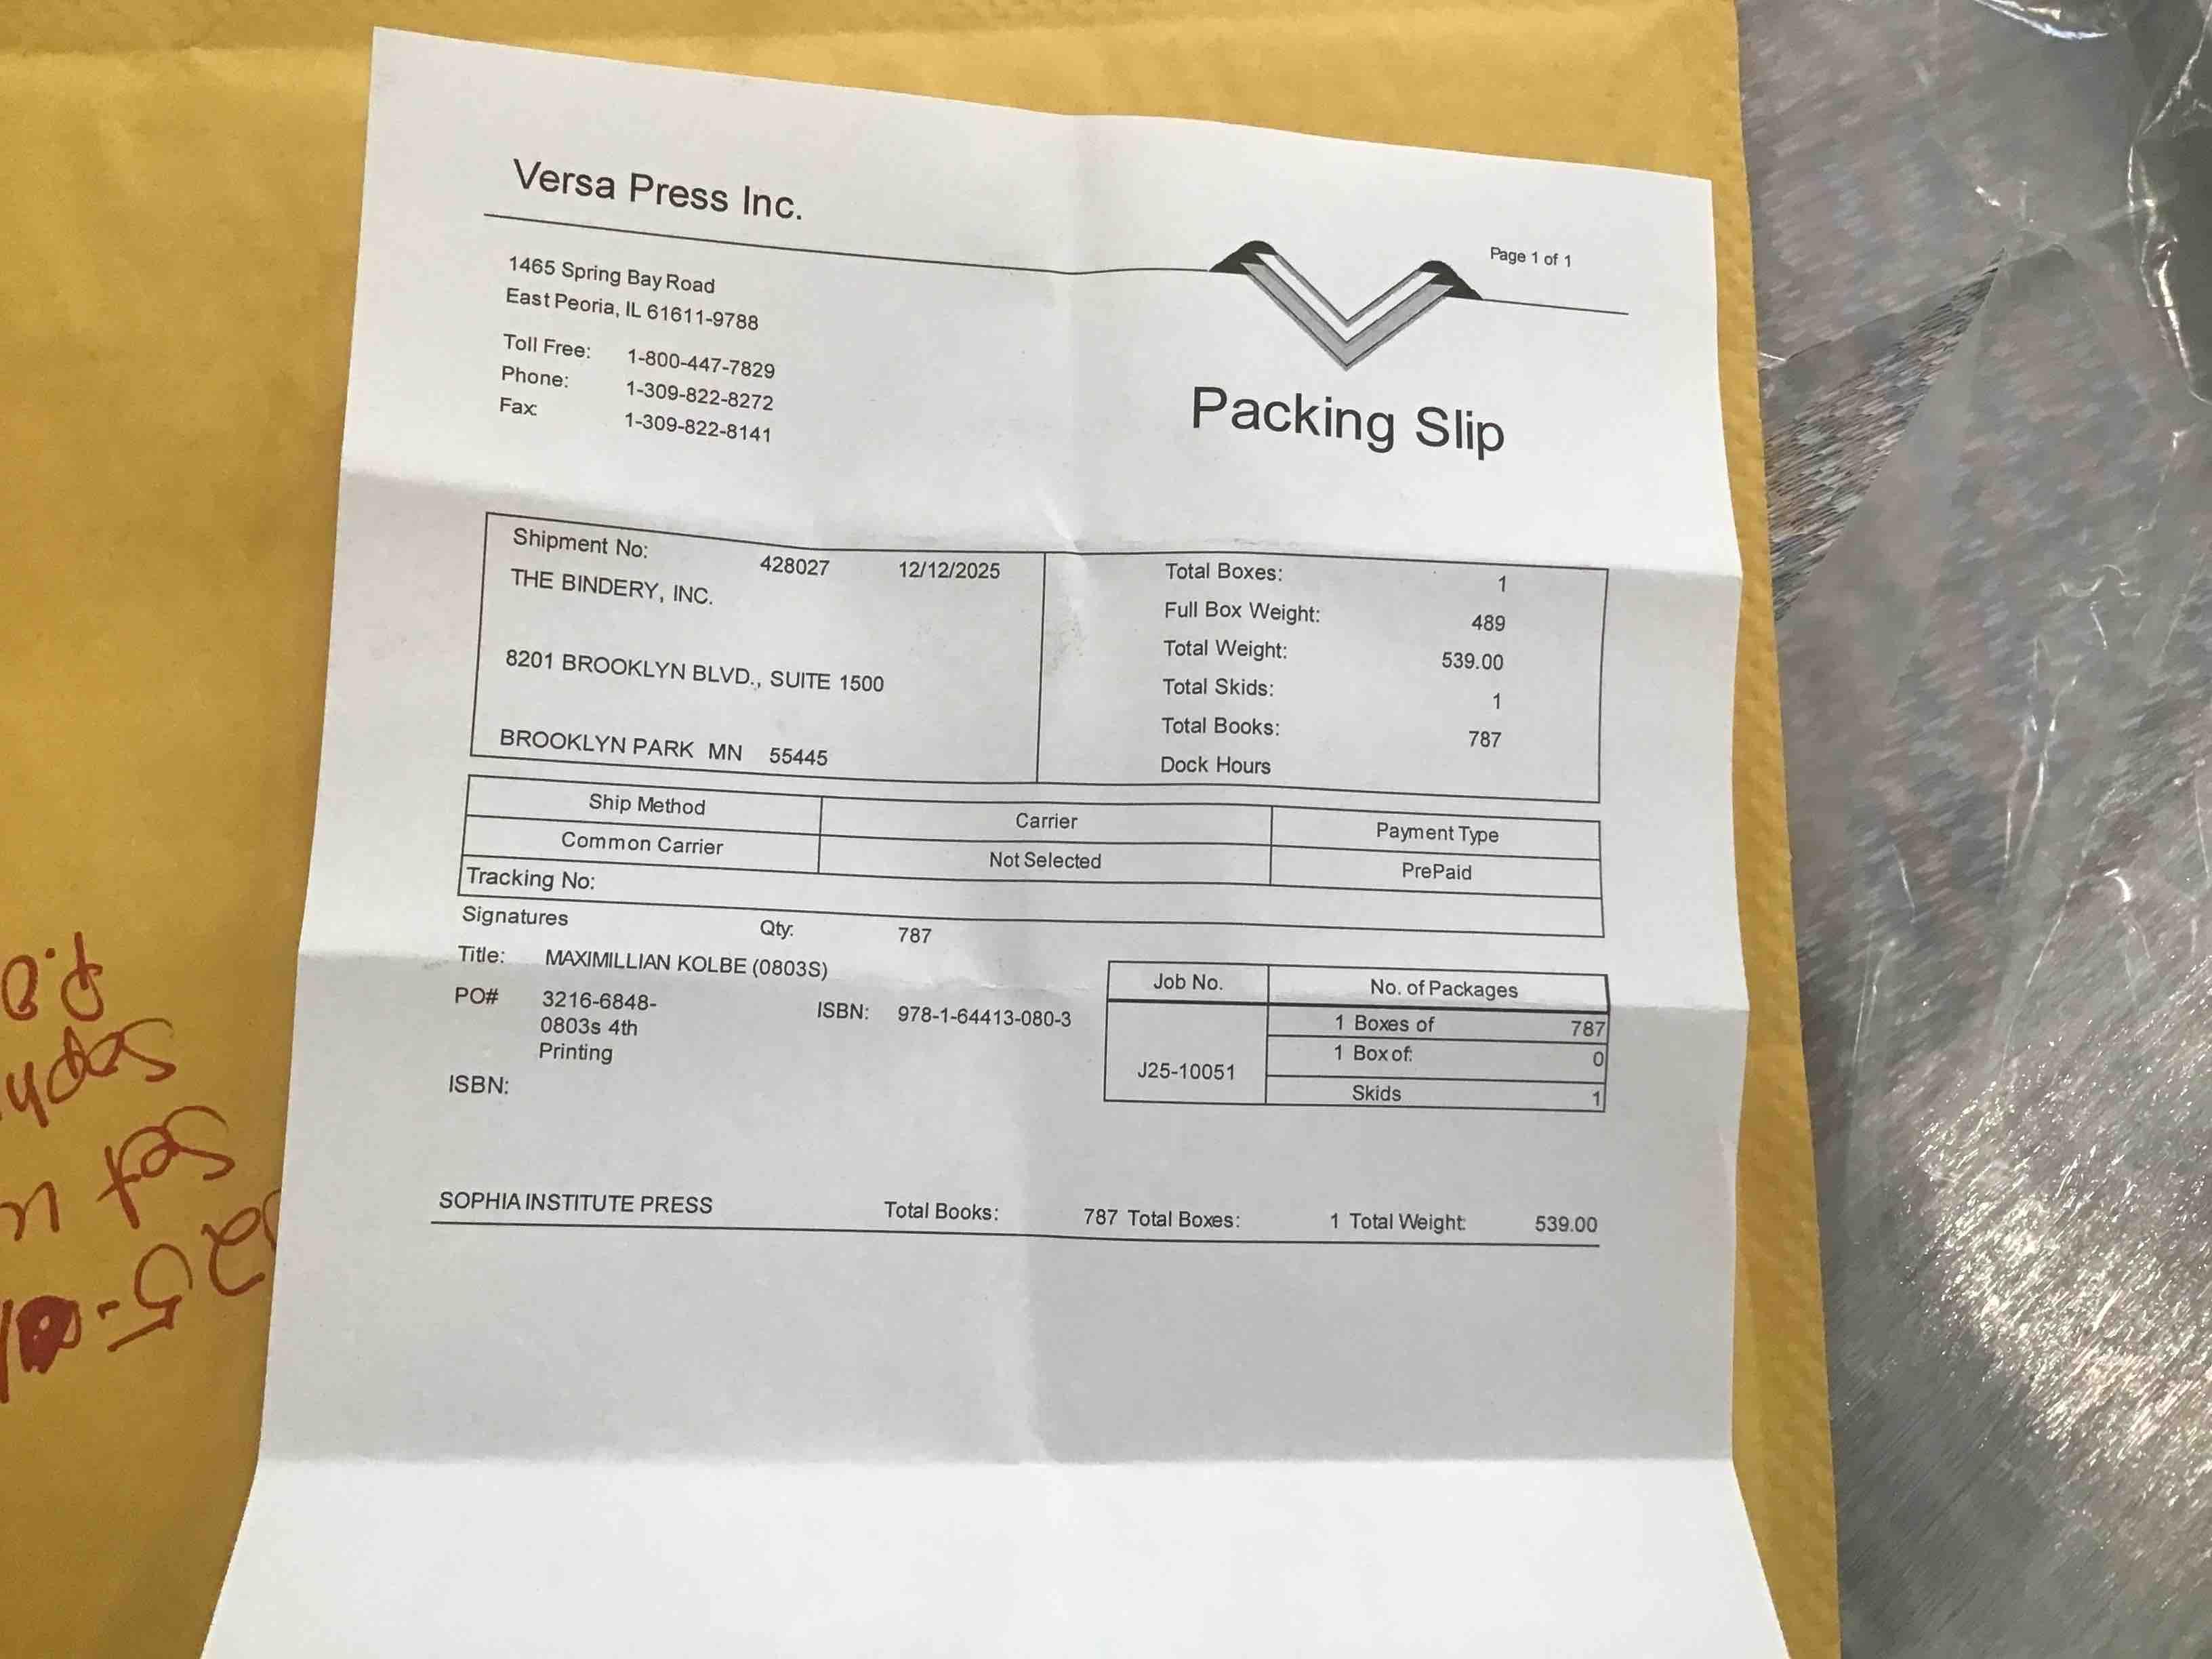 Versa Press Inc.
Page 1 of 1
1465 Spring Bay Road
East Peoria, IL 61611-9788
Toll Free: 1-800-447-7829
Phone: 1-309-822-8272
Fax: 1-309-822-8141
Packing Slip
Shipment No: 428027 12/12/2025
THE BINDERY, INC.
8201 BROOKLYN BLVD., SUITE 1500
BROOKLYN PARK MN 55445
Total Boxes: 1
Full Box Weight: 489
Total Weight: 539.00
Total Skids: 1
Total Books: 787
Dock Hours
Ship Method Carrier Payment Type
Common Carrier Not Selected PrePaid
Tracking No:
Signatures Qty: 787
Title: MAXIMILLIAN KOLBE (0803S)
PO# 3216-6848-
0803s 4th
Printing
ISBN: 978-1-64413-080-3
ISBN:
Job No. No. of Packages
J25-10051
1 Boxes of 787
1 Box of: 0
Skids 1
SOPHIA INSTITUTE PRESS Total Books: 787 Total Boxes: 1 Total Weight: 539.00